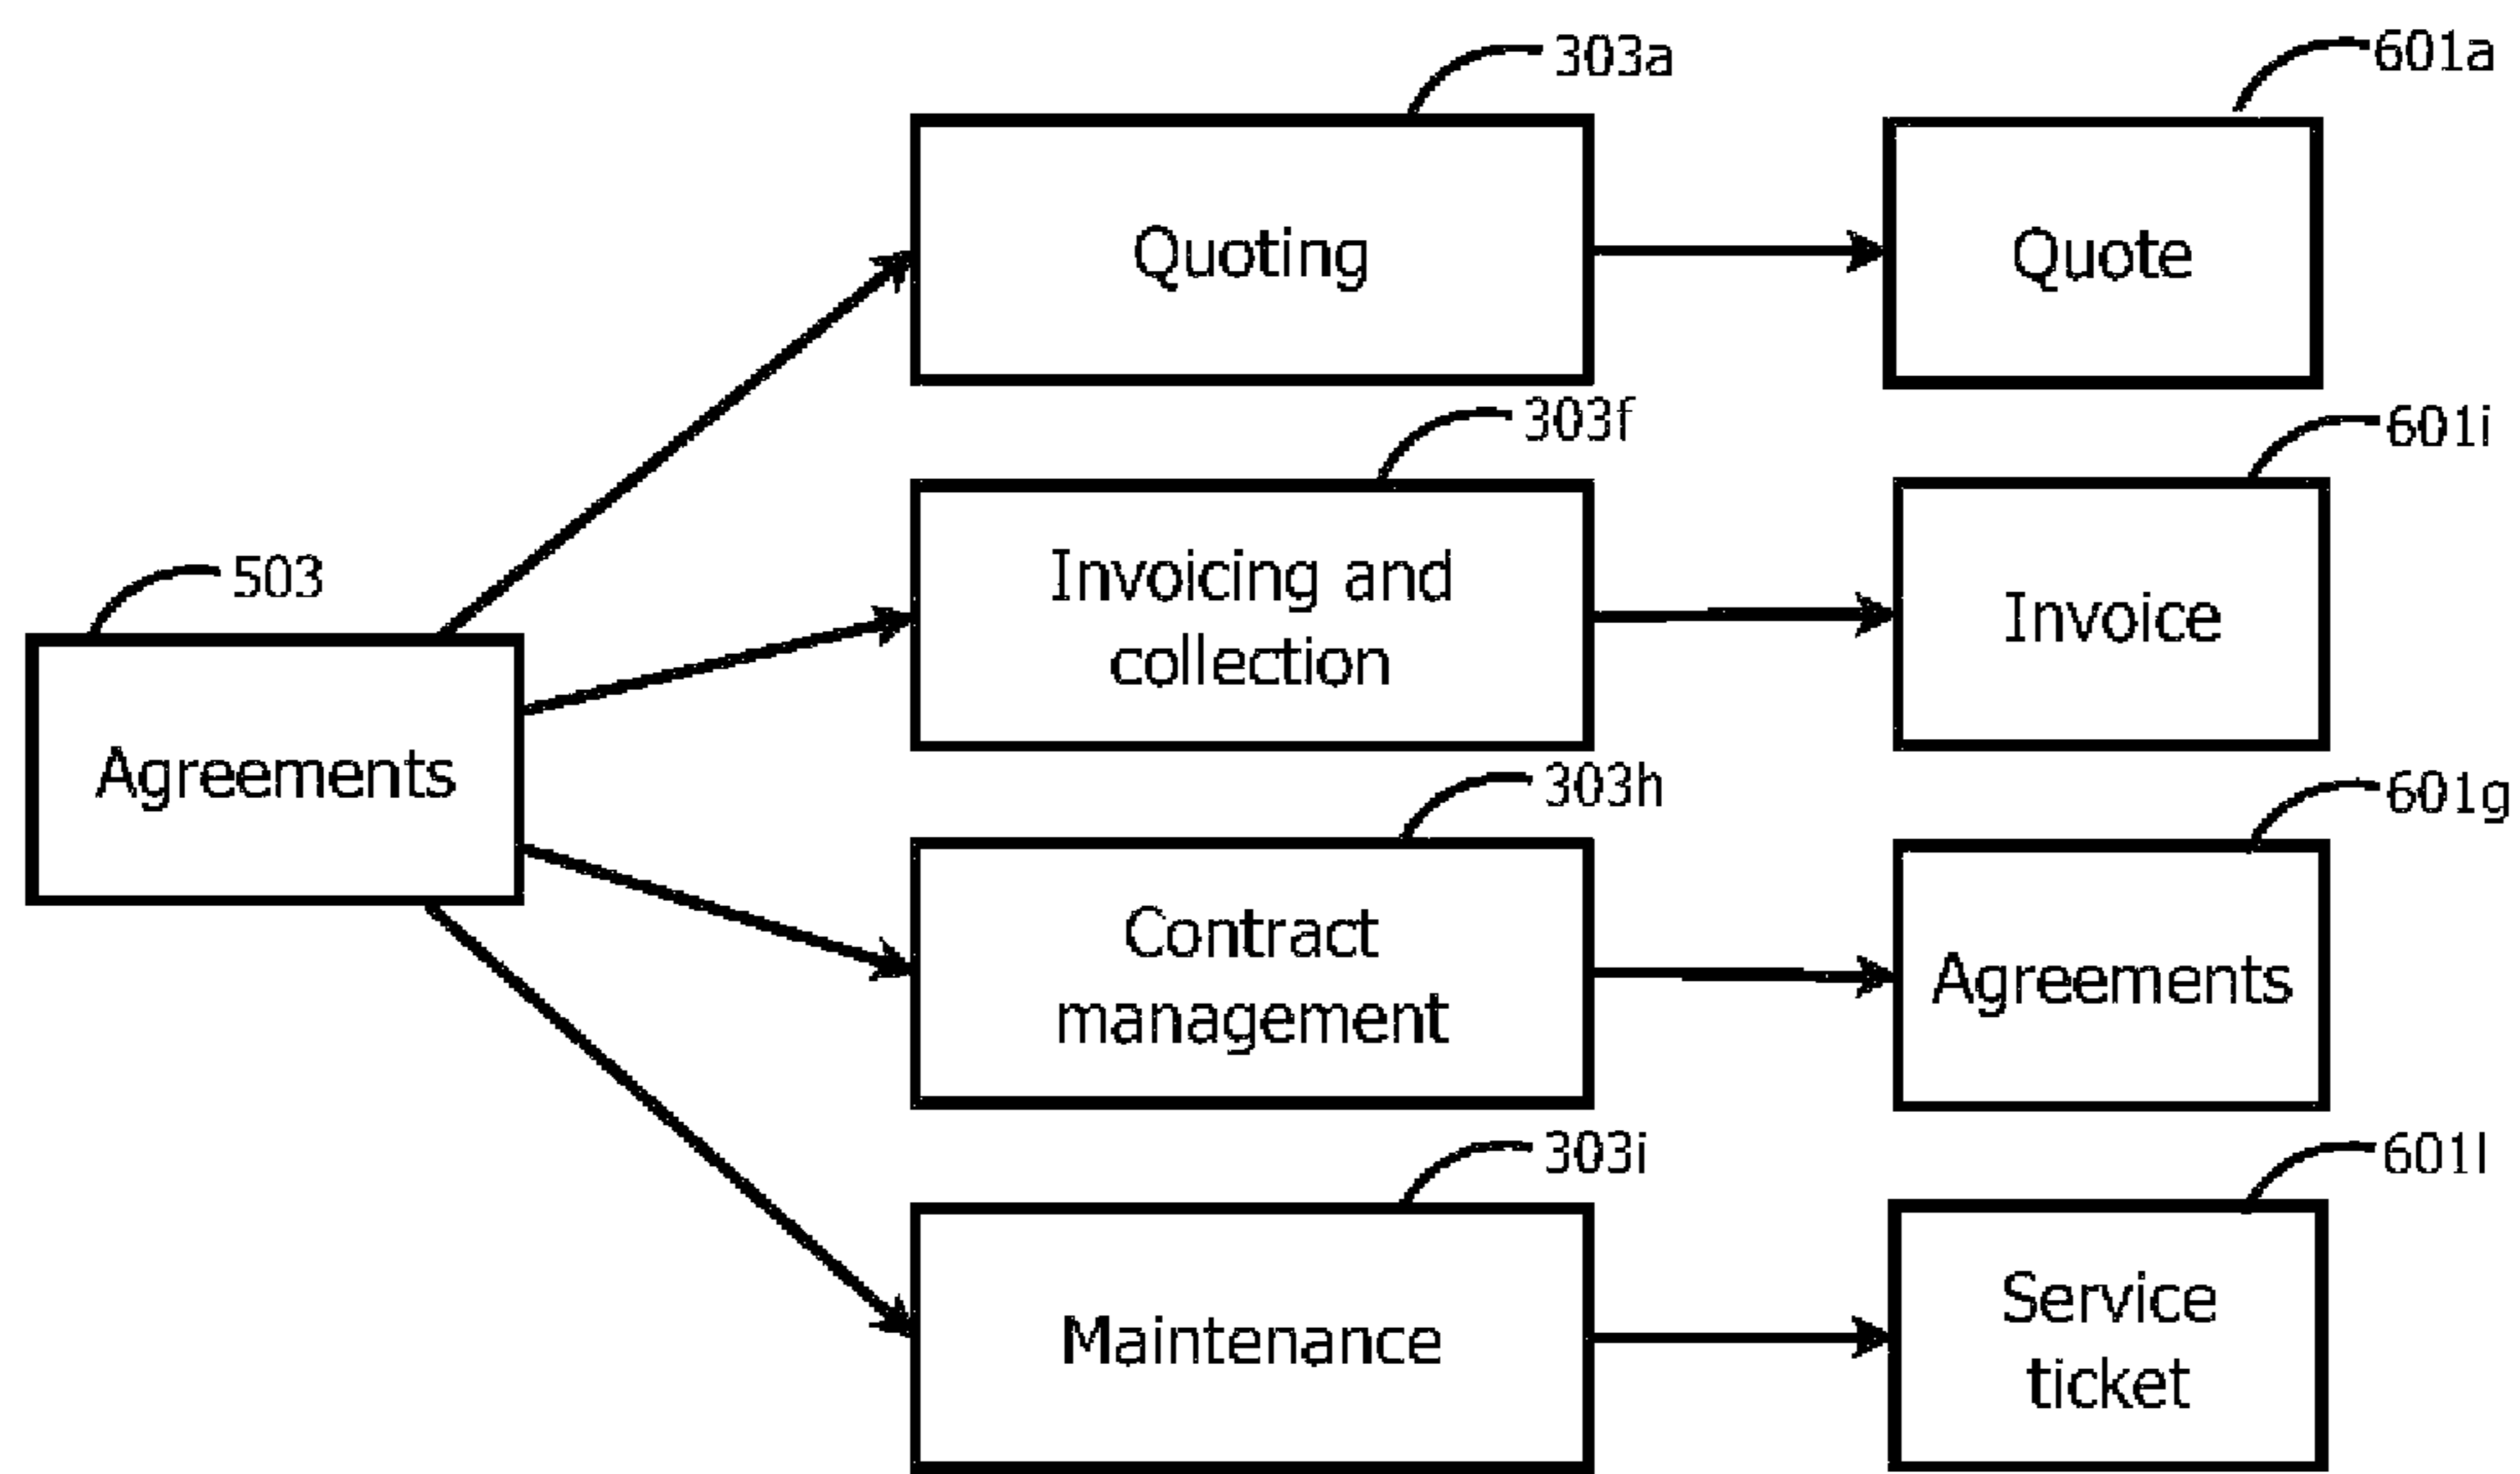 303a
601a
Quoting
Quote
303f
601i
Invoicing and
collection
Invoice
503
Agreements
303h
601g
Contract
management
Agreements
303i
601l
Maintenance
Service
ticket